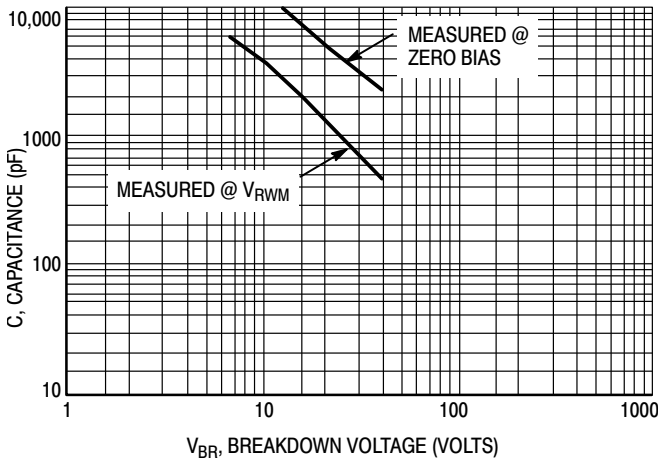 10,000
MEASURED @
ZERO BIAS
1000
MEASURED @ VRWM
100
10
C, CAPACITANCE (pF)
1
10
100
1000
VBR, BREAKDOWN VOLTAGE (VOLTS)